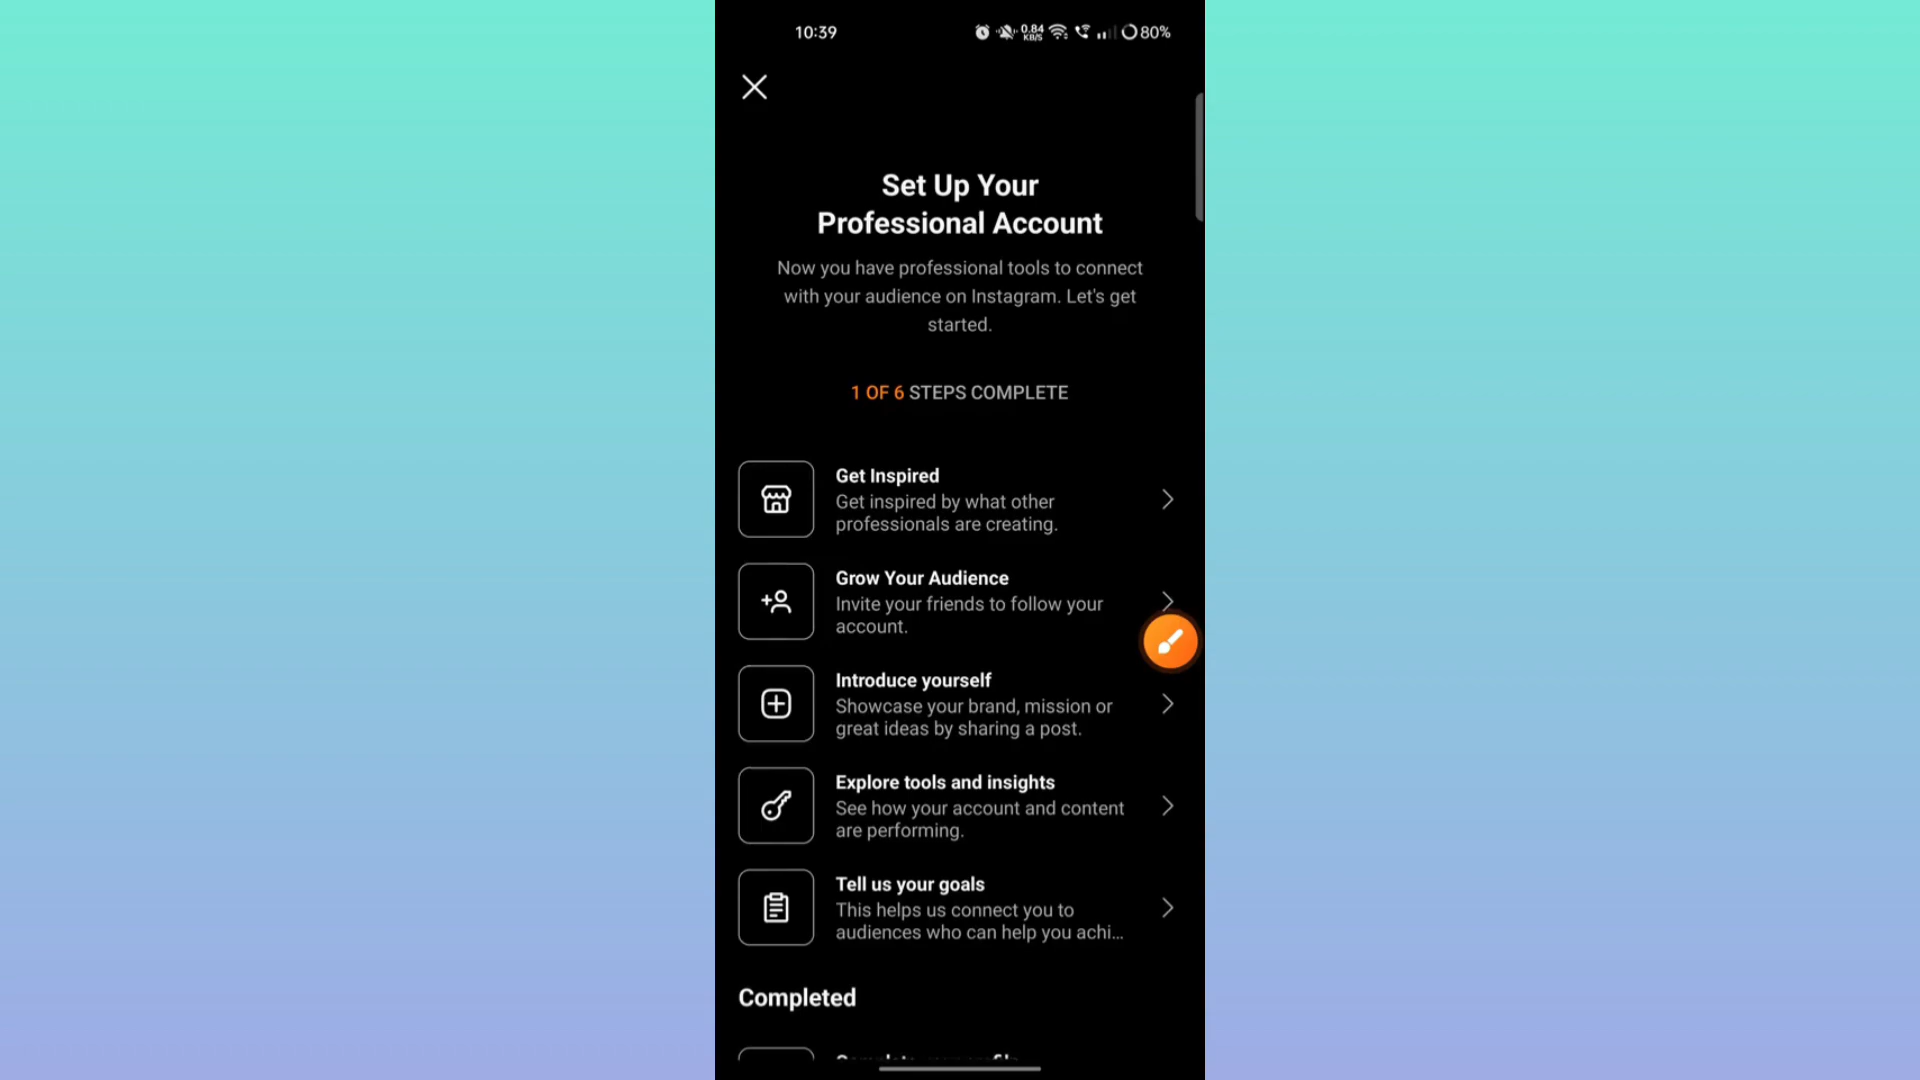 10:39
0.84
KB/S
80%
Set Up Your
Professional Account
Now you have professional tools to connect
with your audience on Instagram. Let's get
started.
1 OF 6 STEPS COMPLETE
Get Inspired
Get inspired by what other
professionals are creating.
Grow Your Audience
Invite your friends to follow your
account.
Introduce yourself
Showcase your brand, mission or
great ideas by sharing a post.
Explore tools and insights
See how your account and content
are performing.
Tell us your goals
This helps us connect you to
audiences who can help you achi...
Completed